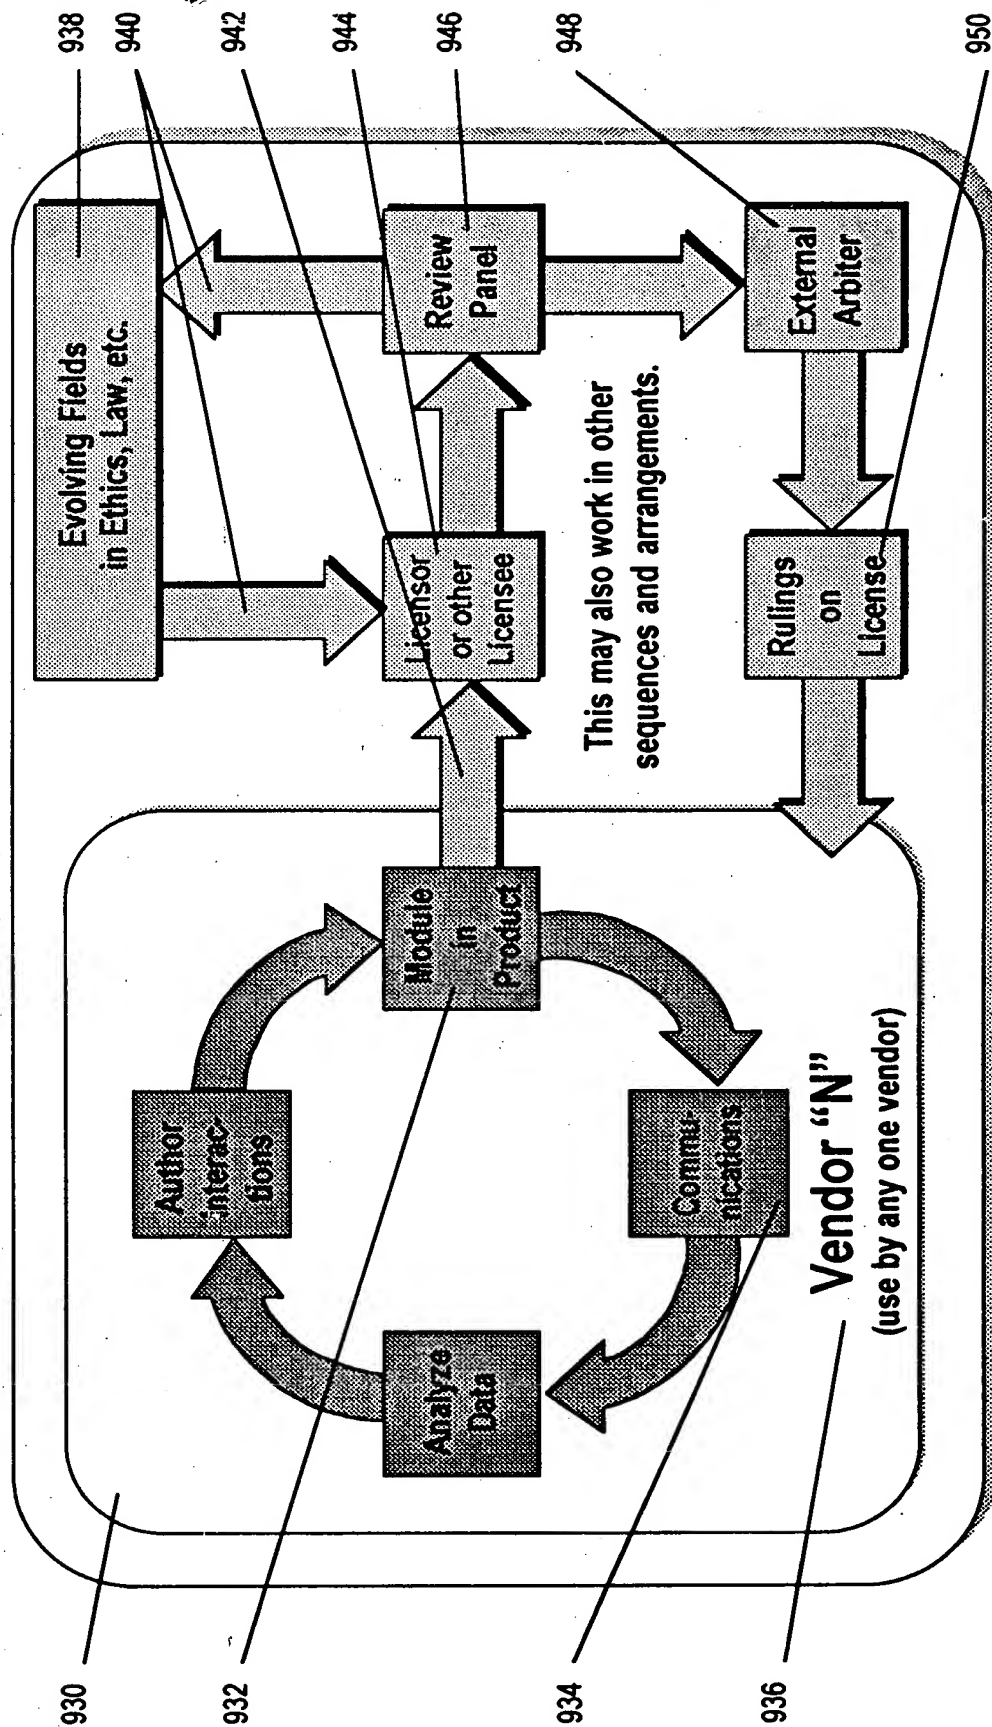 938
940
942
944
946
948
950
Evolving Fields
in Ethics, Law, etc.
Licensor
or other
Licensee
Review
Panel
External
Arbiter
Rulings
on
License
This may also work in other
sequences and arrangements.
Author
interac-
tions
Module
in
Product
Commu-
nications
Analyze
Data
Vendor “N”
(use by any one vendor)
930
932
934
936